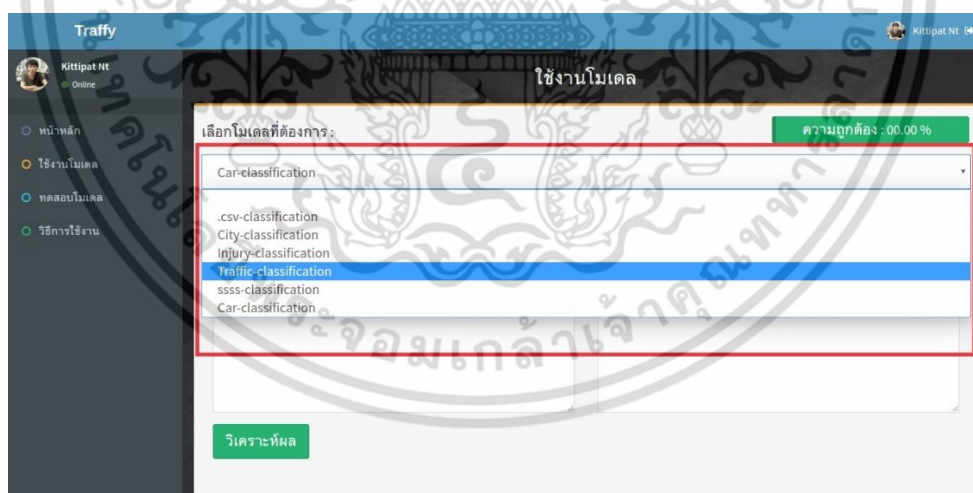 Traffy
Kittipat Nt
Kittipat Nt
Online
ใช้งานโมเดล
หน้าหลัก
ใช้งานโมเดล
ทดสอบโมเดล
วิธีการใช้งาน
เลือกโมเดลที่ต้องการ :
ความถูกต้อง : 00.00 %
Car-classification
.csv-classification
City-classification
Injury-classification
Traffic-classification
ssss-classification
Car-classification
วิเคราะห์ผล